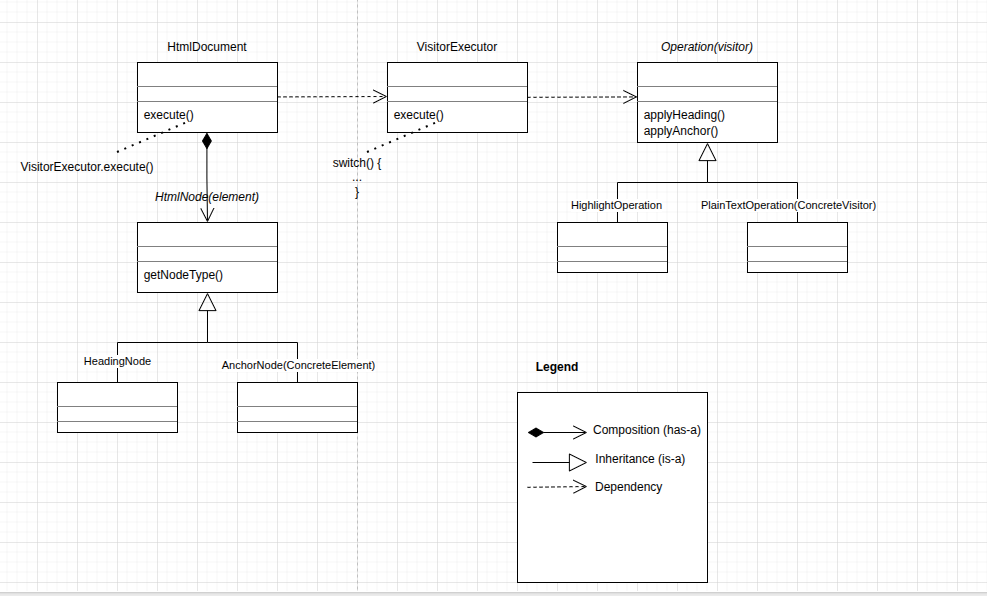 HtmlDocument
VisitorExecutor
Operation(visitor)
execute()
execute()
applyHeading()
applyAnchor()
VisitorExecutor.execute()
switch() {
...
}
HtmlNode(element)
HighlightOperation
PlainTextOperation(ConcreteVisitor)
getNodeType()
HeadingNode
AnchorNode(ConcreteElement)
Legend
Composition (has-a)
Inheritance (is-a)
Dependency